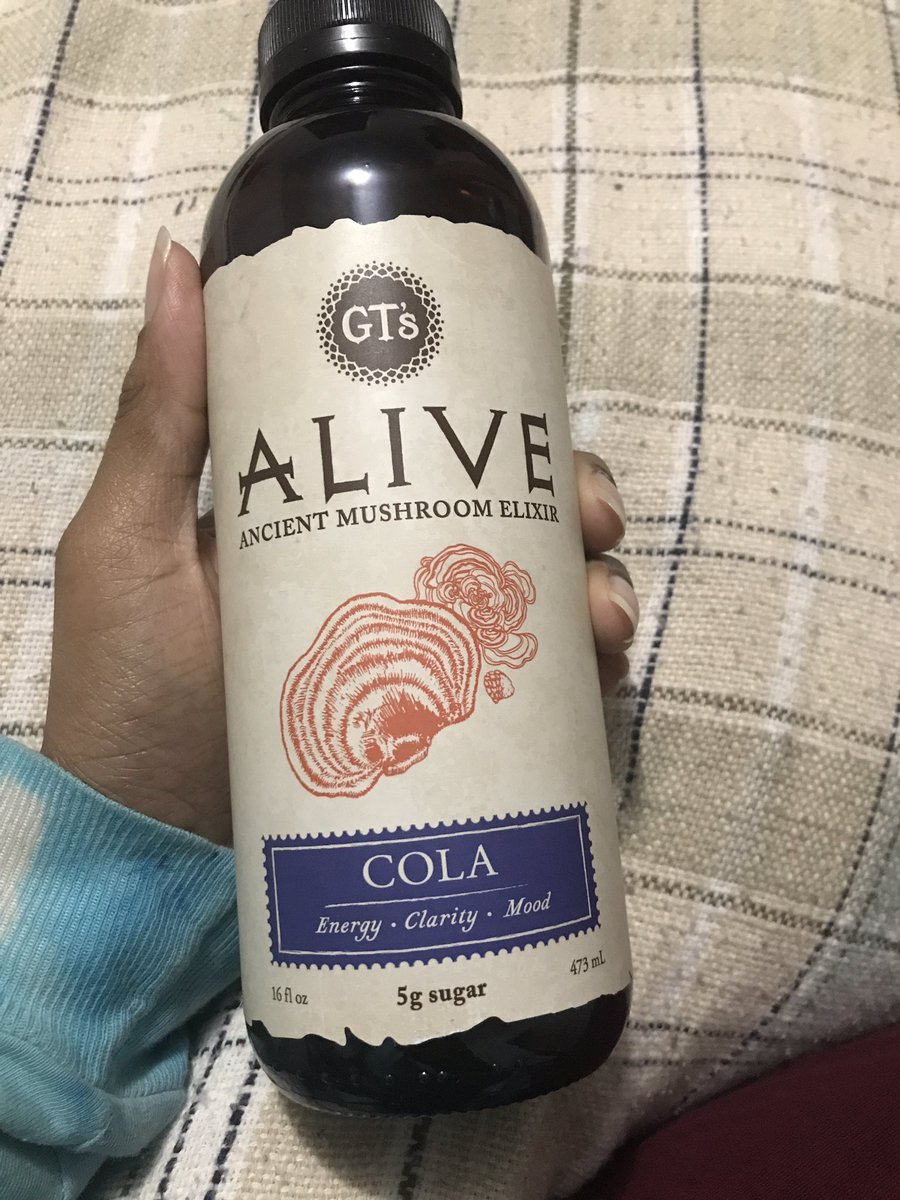 GT's
ALIVE
ANCIENT MUSHROOM ELIXIR
COLA
Energy · Clarity · Mood
16 fl oz
5g sugar
473 mL